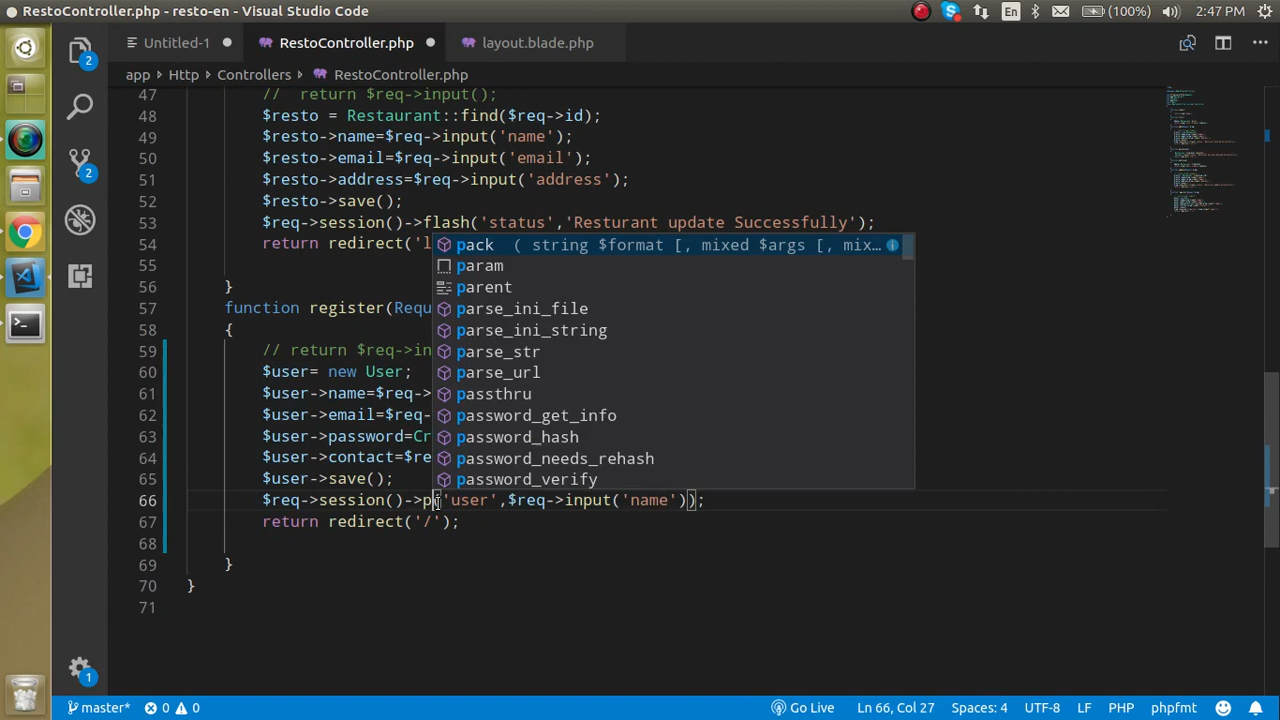 RestoController.php - resto-en - Visual Studio Code
En
(100%)
2:47 PM
Untitled-1
RestoController.php
layout.blade.php
app > Http > Controllers > RestoController.php
47 // return $req->input();
48 $resto = Restaurant::find($req->id);
49 $resto->name=$req->input('name');
50 $resto->email=$req->input('email');
51 $resto->address=$req->input('address');
52 $resto->save();
53 $req->session()->flash('status','Resturant update Successfully');
54 return redirect('l
55
56 }
57 function register(Requ
58 {
59 // return $req->in
60 $user= new User;
61 $user->name=$req->
62 $user->email=$req-
63 $user->password=Cr
64 $user->contact=$re
65 $user->save();
66 $req->session()->p('user',$req->input('name'));
67 return redirect('/');
68
69 }
70 }
71
pack ( string $format [, mixed $args [, mix...
param
parent
parse_ini_file
parse_ini_string
parse_str
parse_url
passthru
password_get_info
password_hash
password_needs_rehash
password_verify
2
2
1
master*
0
0
Go Live
Ln 66, Col 27
Spaces: 4
UTF-8
LF
PHP
phpfmt